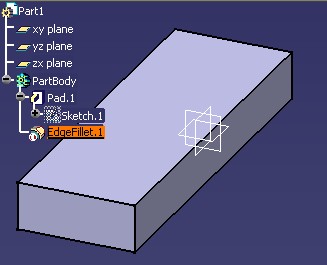 Part1
xy plane
yz plane
zx plane
PartBody
Pad.1
Sketch.1
EdgeFillet.1